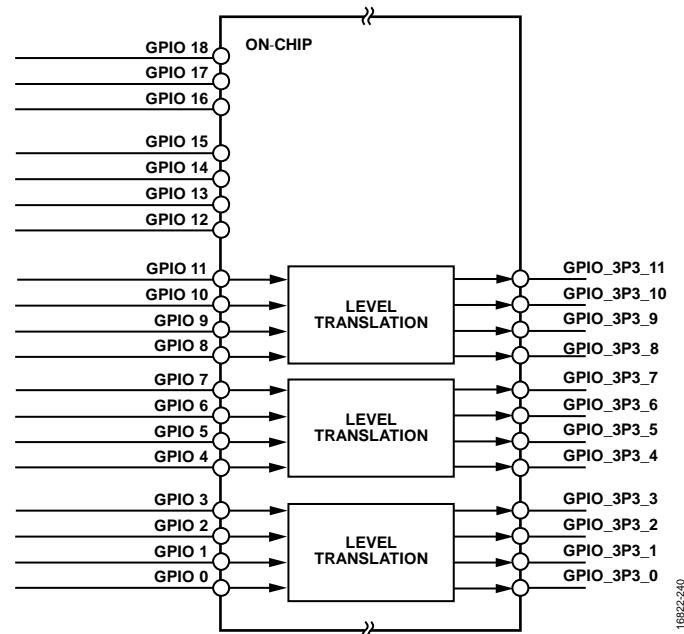 GPIO 18
ON-CHIP
GPIO 17
GPIO 16
GPIO 15
GPIO 14
GPIO 13
GPIO 12
GPIO 11
GPIO 10
GPIO 9
GPIO 8
LEVEL
TRANSLATION
GPIO_3P3_11
GPIO_3P3_10
GPIO_3P3_9
GPIO_3P3_8
GPIO 7
GPIO 6
GPIO 5
GPIO 4
LEVEL
TRANSLATION
GPIO_3P3_7
GPIO_3P3_6
GPIO_3P3_5
GPIO_3P3_4
GPIO 3
GPIO 2
GPIO 1
GPIO 0
LEVEL
TRANSLATION
GPIO_3P3_3
GPIO_3P3_2
GPIO_3P3_1
GPIO_3P3_0
16822-240